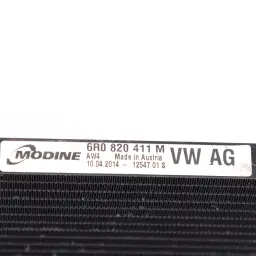 MODINE
6R0 820 411 M
AW4 Made in Austria
10.04.2014 - 12547 01 S
VW AG